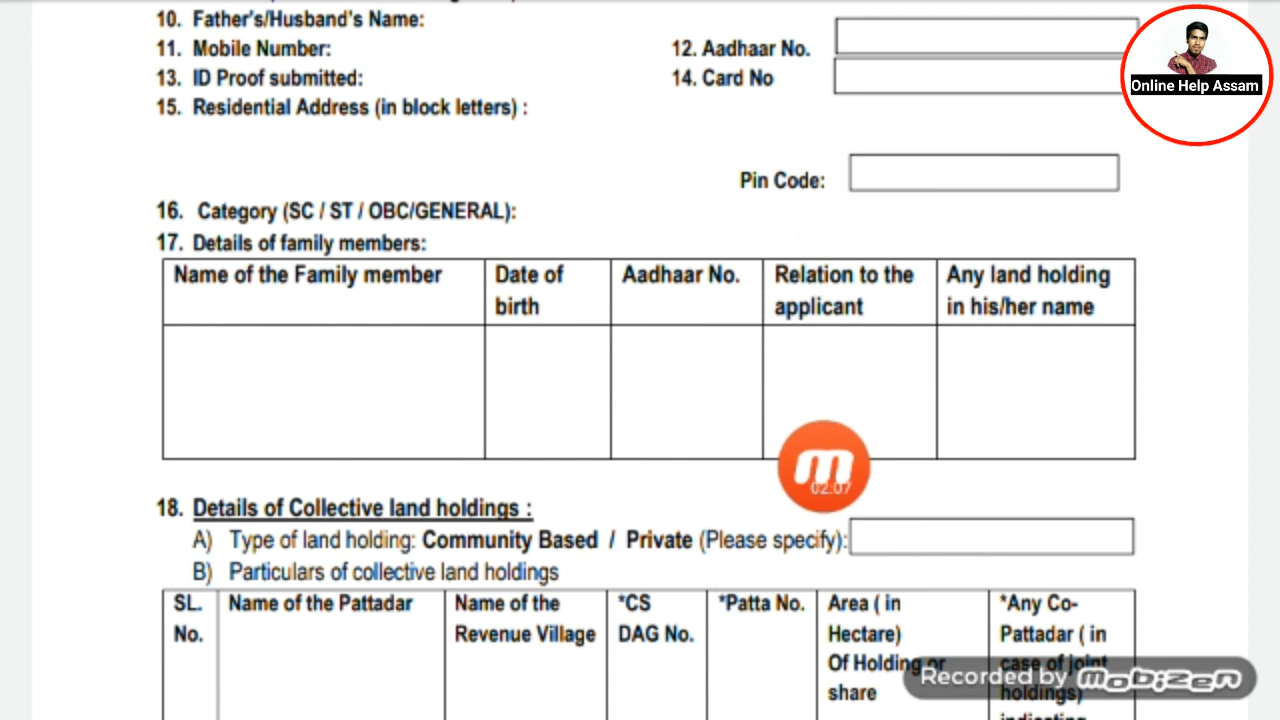 10. Father's/Husband's Name:
11. Mobile Number: 12. Aadhaar No.
13. ID Proof submitted: 14. Card No
15. Residential Address (in block letters) :
Online Help Assam
Pin Code:
16. Category (SC / ST / OBC/GENERAL):
17. Details of family members:
Name of the Family member
Date of
birth
Aadhaar No.
Relation to the
applicant
Any land holding
in his/her name
02:07
18. Details of Collective land holdings :
A) Type of land holding: Community Based / Private (Please specify):
B) Particulars of collective land holdings
SL.
No.
Name of the Pattadar
Name of the
Revenue Village
*CS
DAG No.
*Patta No.
Area ( in
Hectare)
Of Holding or
share
*Any Co-
Pattadar ( in
case of joint
holdings)
Recorded by mobizen